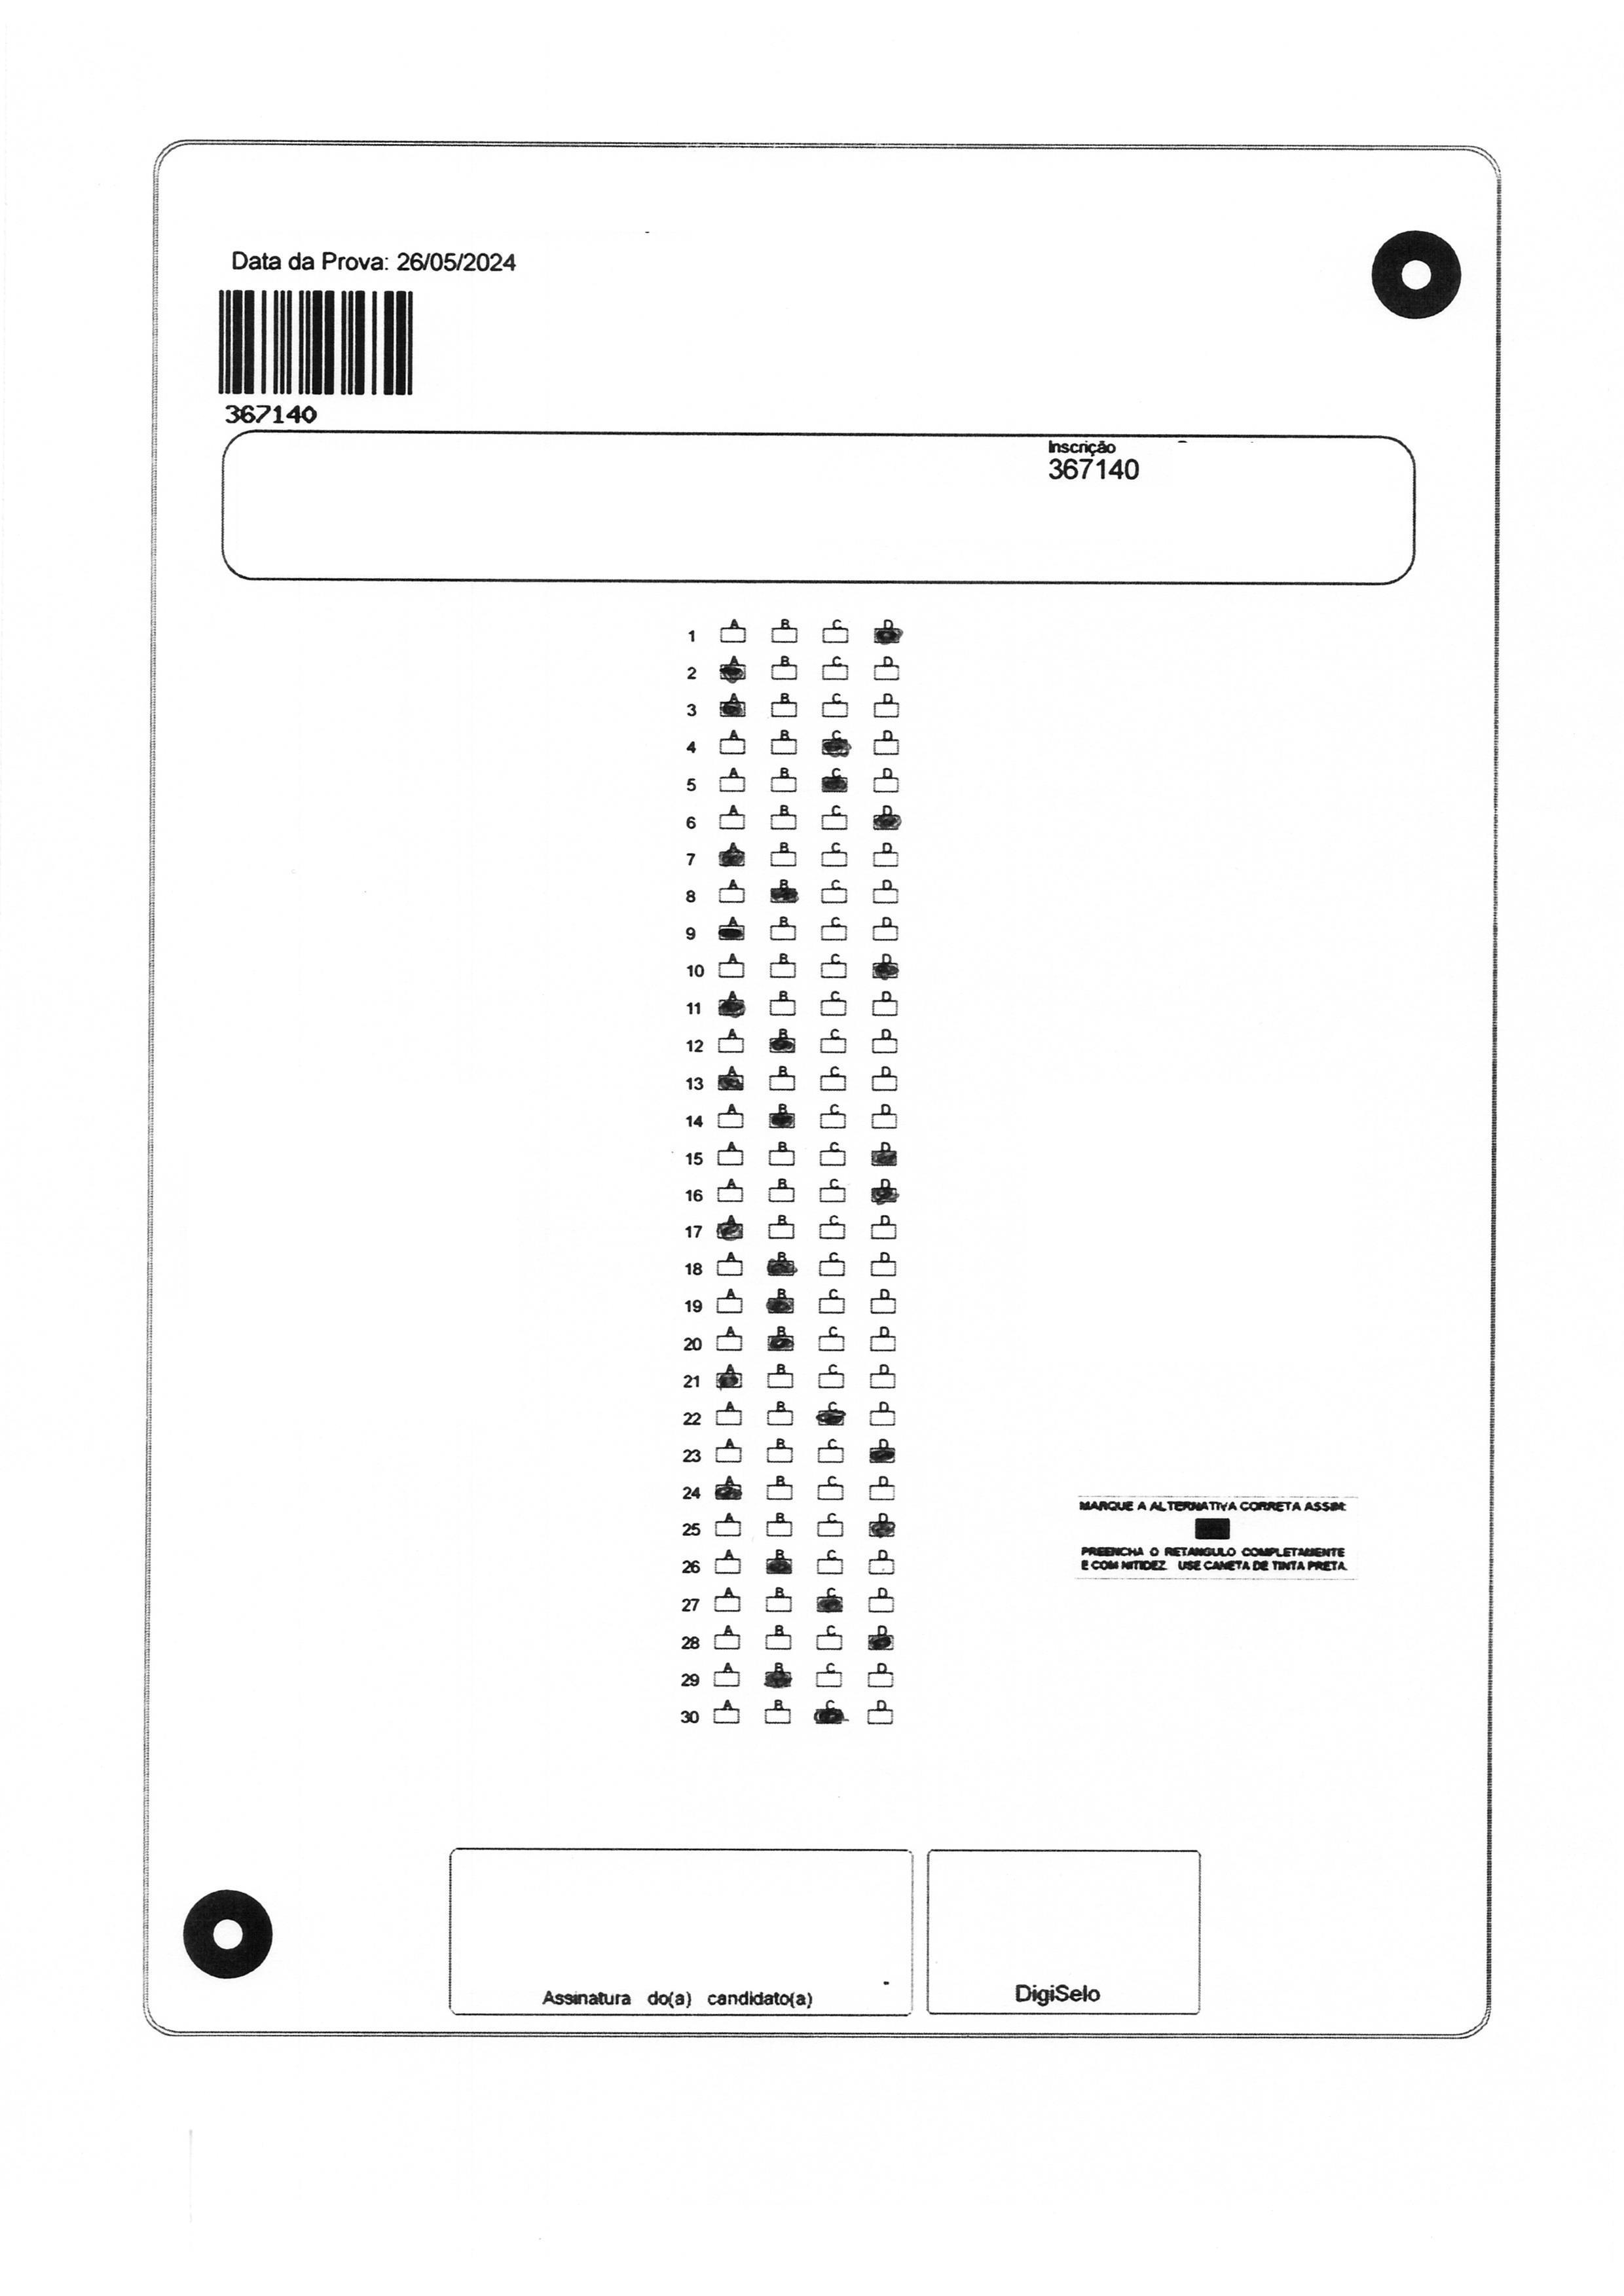 Data da Prova: 26/05/2024
367140
Inscrição
367140
1 A B C D
2 A B C D
3 A B C D
4 A B C D
5 A B C D
6 A B C D
7 A B C D
8 A B C D
9 A B C D
10 A B C D
11 A B C D
12 A B C D
13 A B C D
14 A B C D
15 A B C D
16 A B C D
17 A B C D
18 A B C D
19 A B C D
20 A B C D
21 A B C D
22 A B C D
23 A B C D
24 A B C D
25 A B C D
26 A B C D
27 A B C D
28 A B C D
29 A B C D
30 A B C D
MARQUE A ALTERNATIVA CORRETA ASSIM:
PREENCHA O RETANGULO COMPLETAMENTE
E COM NITIDEZ. USE CANETA DE TINTA PRETA.
Assinatura do(a) candidato(a)
DigiSelo